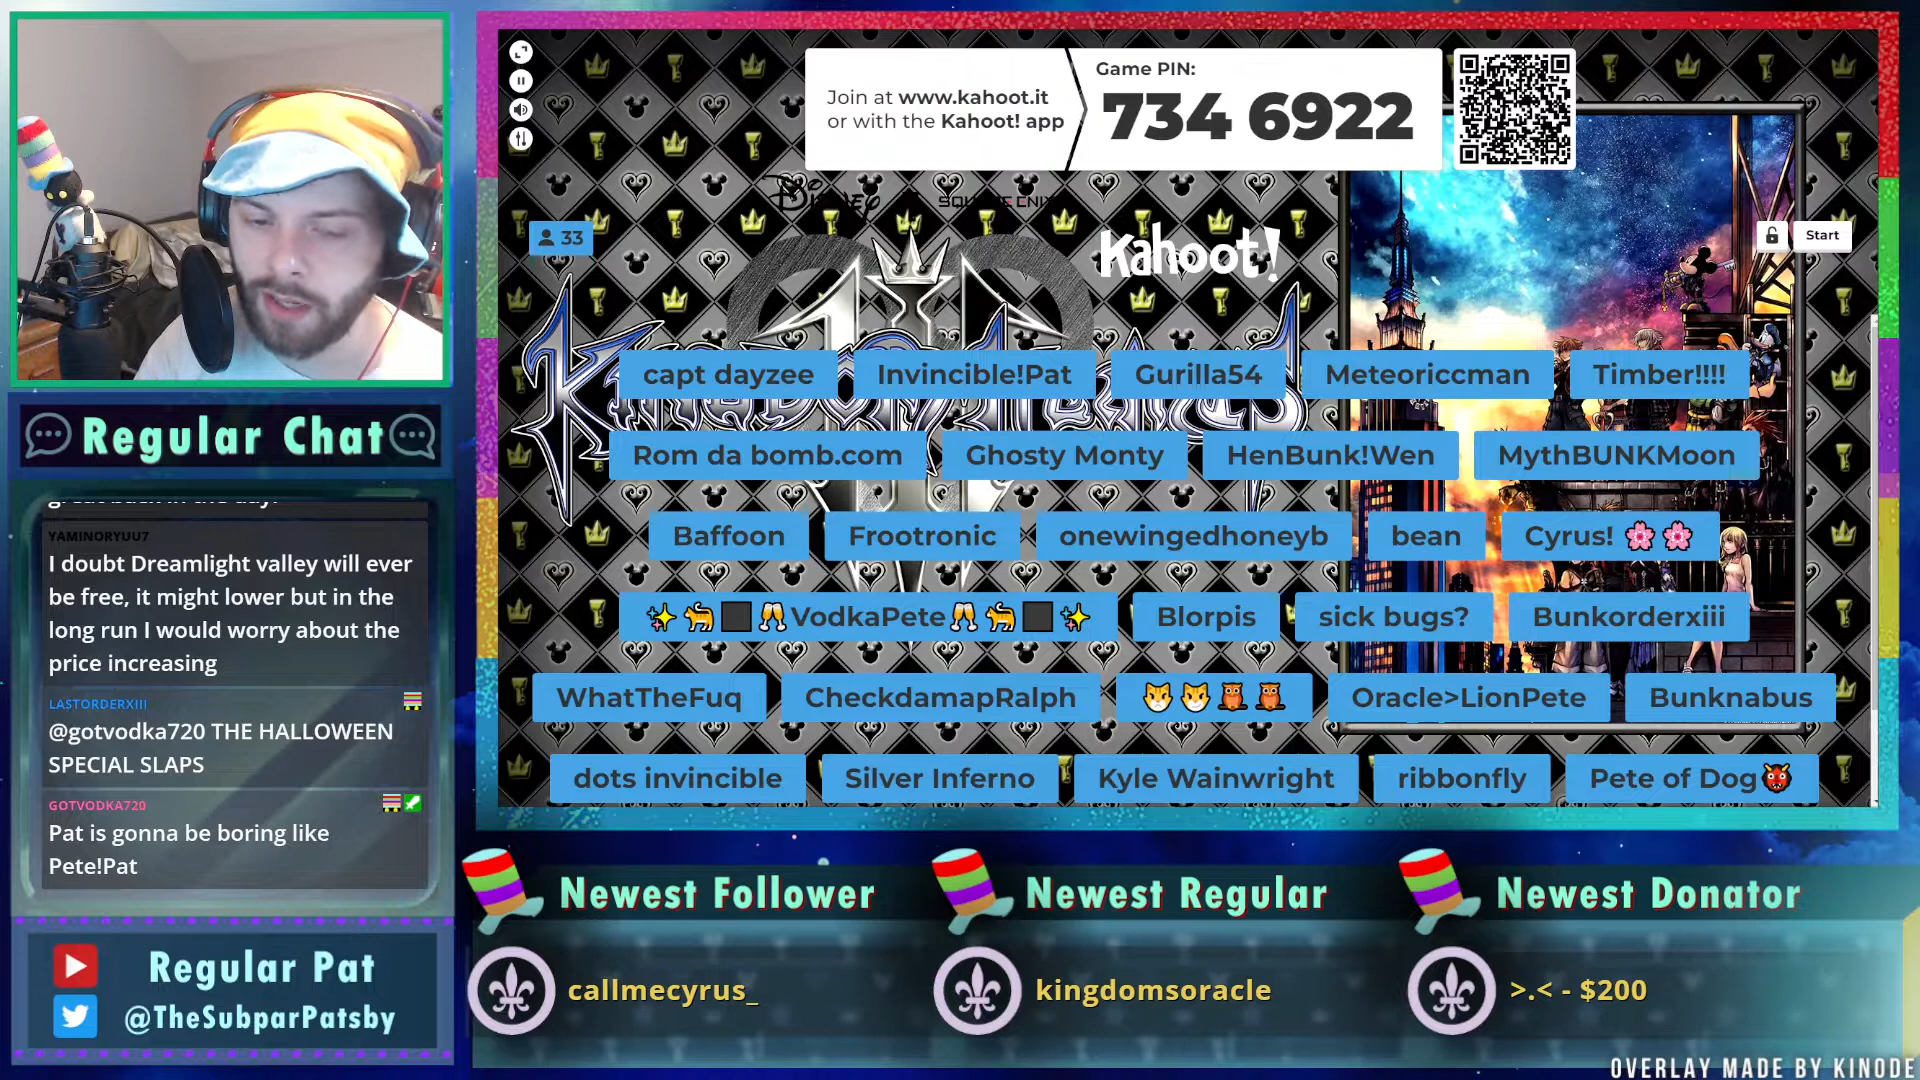 Join at www.kahoot.it
or with the Kahoot! app
Game PIN:
734 6922
Disney
SQUARE ENIX
33
Kahoot!
Start
KINGDOM HEARTS
capt dayzee
Invincible!Pat
Gurilla54
Meteoriccman
Timber!!!!
Rom da bomb.com
Ghosty Monty
HenBunk!Wen
MythBUNKMoon
Baffoon
Frootronic
onewingedhoneyb
bean
Cyrus! 🌸🌸
✨🐅⬛🥂VodkaPete🥂🐅⬛✨
Blorpis
sick bugs?
Bunkorderxiii
WhatTheFuq
CheckdamapRalph
🐯🐯🦉🦉
Oracle>LionPete
Bunknabus
dots invincible
Silver Inferno
Kyle Wainwright
ribbonfly
Pete of Dog👹
Regular Chat
YAMINORYUU7
I doubt Dreamlight valley will ever
be free, it might lower but in the
long run I would worry about the
price increasing
LASTORDERXIII
@gotvodka720 THE HALLOWEEN
SPECIAL SLAPS
GOTVODKA720
Pat is gonna be boring like
Pete!Pat
Regular Pat
@TheSubparPatsby
Newest Follower
callmecyrus_
Newest Regular
kingdomsoracle
Newest Donator
>.< - $200
OVERLAY MADE BY KINODE